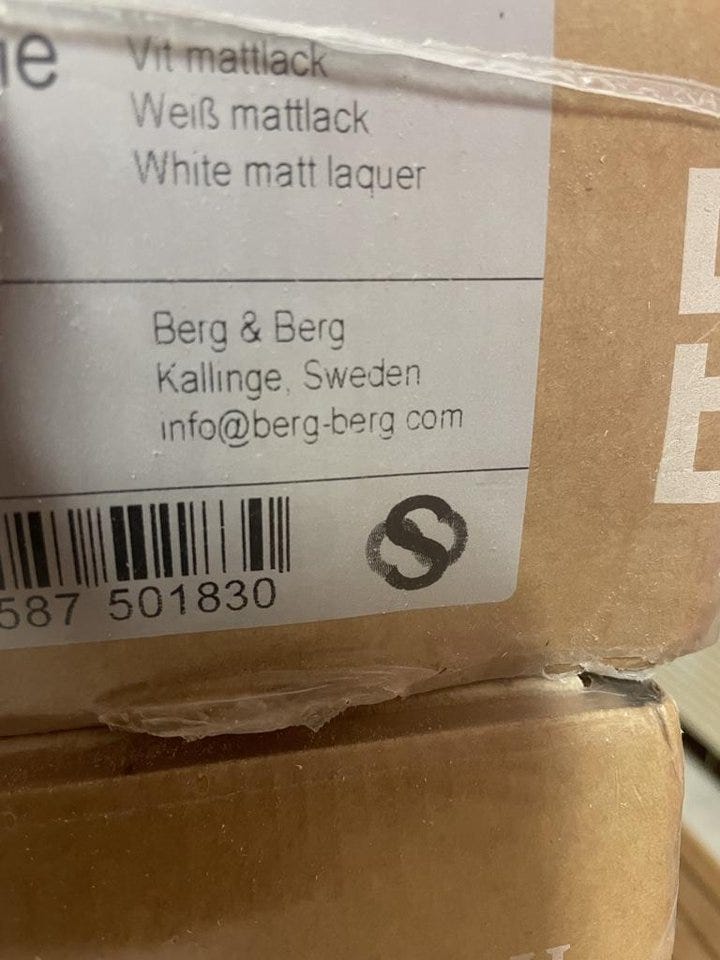 Vit mattlack
Weiß mattlack
White matt laquer
Berg & Berg
Kallinge, Sweden
info@berg-berg.com
587 501830